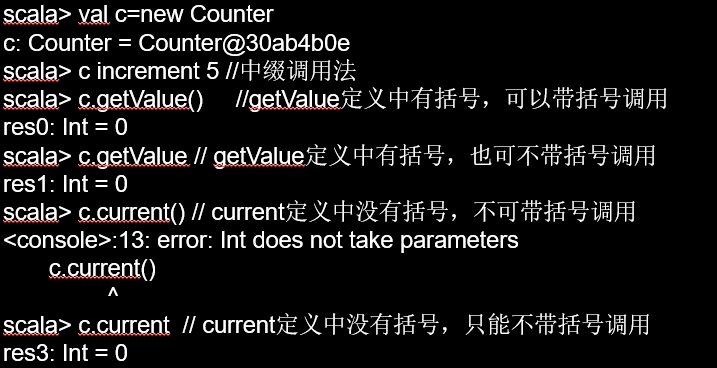 scala> val c=new Counter
c: Counter = Counter@30ab4b0e
scala> c increment 5 //中缀调用法
scala> c.getValue() //getValue定义中有括号，可以带括号调用
res0: Int = 0
scala> c.getValue // getValue定义中有括号，也可不带括号调用
res1: Int = 0
scala> c.current() // current定义中没有括号，不可带括号调用
<console>:13: error: Int does not take parameters
c.current()
^
scala> c.current // current定义中没有括号，只能不带括号调用
res3: Int = 0